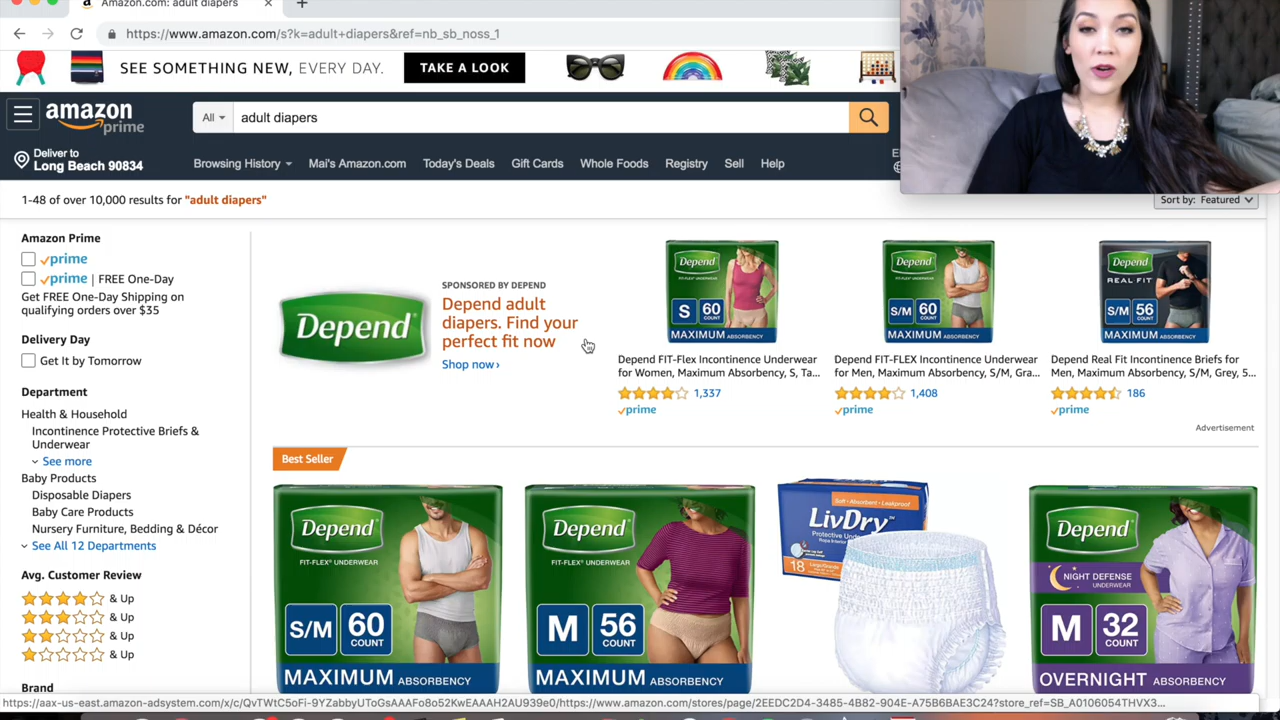 Amazon.com: adult diapers
https://www.amazon.com/s?k=adult+diapers&ref=nb_sb_noss_1
SEE SOMETHING NEW, EVERY DAY. TAKE A LOOK
amazon prime
All adult diapers
Deliver to
Long Beach 90834
Browsing History Mai's Amazon.com Today's Deals Gift Cards Whole Foods Registry Sell Help
1-48 of over 10,000 results for "adult diapers"
Sort by: Featured
Amazon Prime
prime
prime | FREE One-Day
Get FREE One-Day Shipping on
qualifying orders over $35
Delivery Day
Get It by Tomorrow
Department
Health & Household
Incontinence Protective Briefs &
Underwear
See more
Baby Products
Disposable Diapers
Baby Care Products
Nursery Furniture, Bedding & Décor
See All 12 Departments
Avg. Customer Review
& Up
& Up
& Up
& Up
Brand
Depend
SPONSORED BY DEPEND
Depend adult
diapers. Find your
perfect fit now
Shop now ›
Depend
FIT-FLEX® UNDERWEAR
S 60 COUNT
MAXIMUM ABSORBENCY
Depend FIT-Flex Incontinence Underwear
for Women, Maximum Absorbency, S, Ta...
1,337
prime
Depend
FIT-FLEX® UNDERWEAR
S/M 60 COUNT
MAXIMUM ABSORBENCY
Depend FIT-FLEX Incontinence Underwear
for Men, Maximum Absorbency, S/M, Gra...
1,408
prime
Depend
REAL FIT
S/M 56 COUNT
MAXIMUM ABSORBENCY
Depend Real Fit Incontinence Briefs for
Men, Maximum Absorbency, S/M, Grey, 5...
186
prime
Advertisement
Best Seller
Depend
FIT-FLEX® UNDERWEAR
S/M 60 COUNT
MAXIMUM ABSORBENCY
Depend
FIT-FLEX® UNDERWEAR
M 56 COUNT
MAXIMUM ABSORBENCY
Soft • Absorbent • Leakproof
LivDry™
18
Depend
NIGHT DEFENSE
UNDERWEAR
M 32 COUNT
OVERNIGHT ABSORBENCY